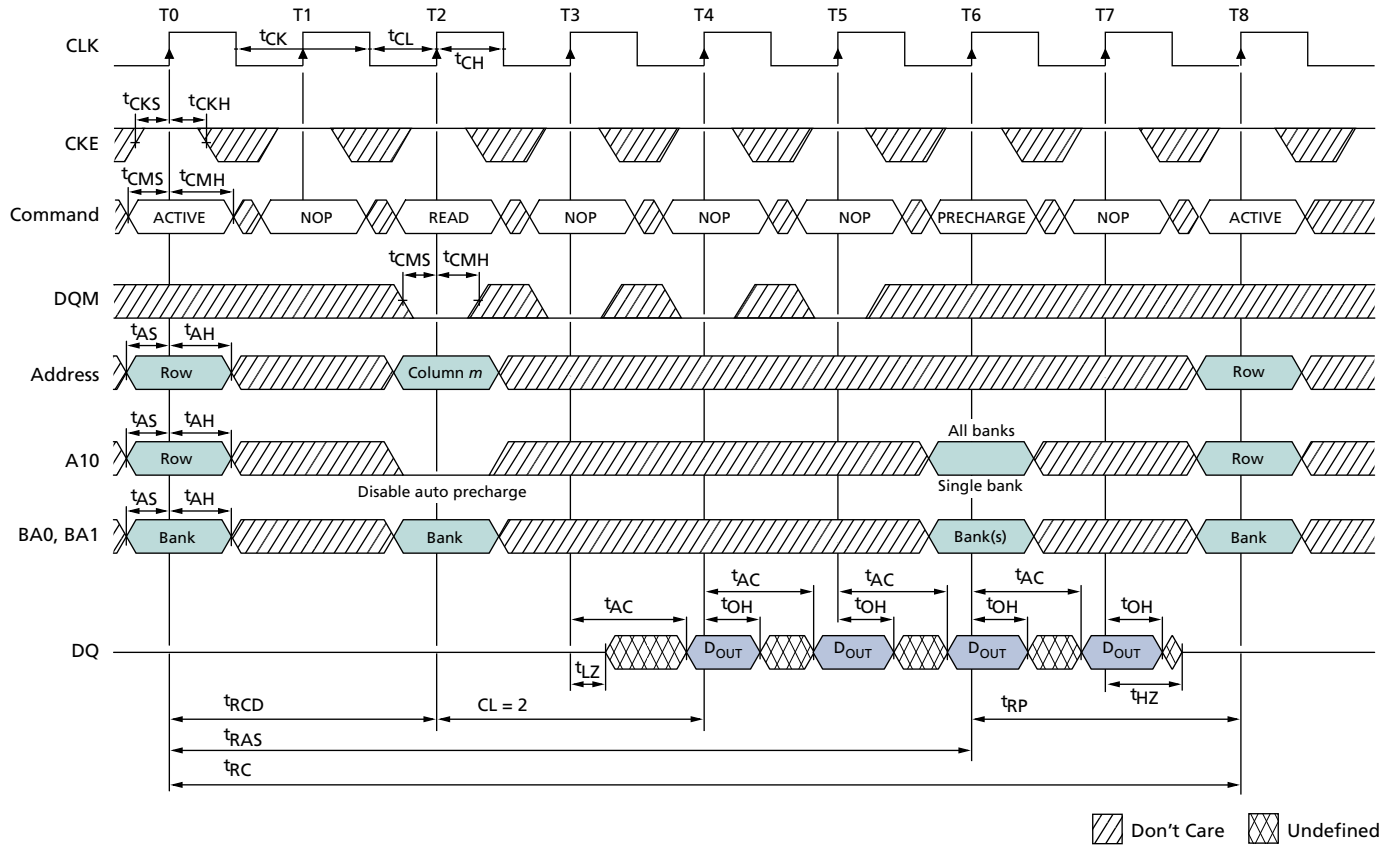 T0 T1 T2 T3 T4 T5 T6 T7 T8
CLK tCK tCL tCH
tCKS tCKH
CKE
tCMS tCMH
Command ACTIVE NOP READ NOP NOP NOP PRECHARGE NOP ACTIVE
tCMS tCMH
DQM
tAS tAH
Address Row Column m Row
tAS tAH All banks
A10 Row Row
Disable auto precharge Single bank
tAS tAH
BA0, BA1 Bank Bank Bank(s) Bank
tAC tAC tAC
tAC tOH tOH tOH tOH
DQ DOUT DOUT DOUT DOUT
tLZ tHZ
tRCD CL = 2 tRP
tRAS
tRC
Don't Care Undefined